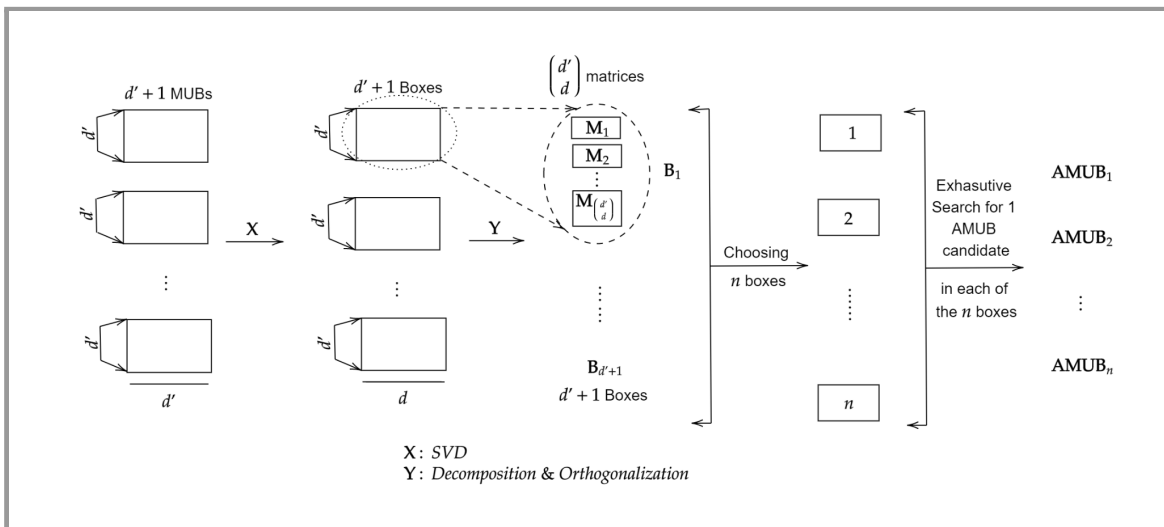 d′ + 1 MUBs
d′
d′
⋮
d′
d′
X
d′ + 1 Boxes
d′
d′
⋮
d′
d
Y
(d′ d) matrices
M₁
M₂
⋮
M(d′ d)
B₁
⋮
B_{d′+1}
d′ + 1 Boxes
Choosing
n boxes
1
2
⋮
n
Exhasutive
Search for 1
AMUB
candidate
in each of
the n boxes
AMUB₁
AMUB₂
⋮
AMUBₙ
X : SVD
Y : Decomposition & Orthogonalization